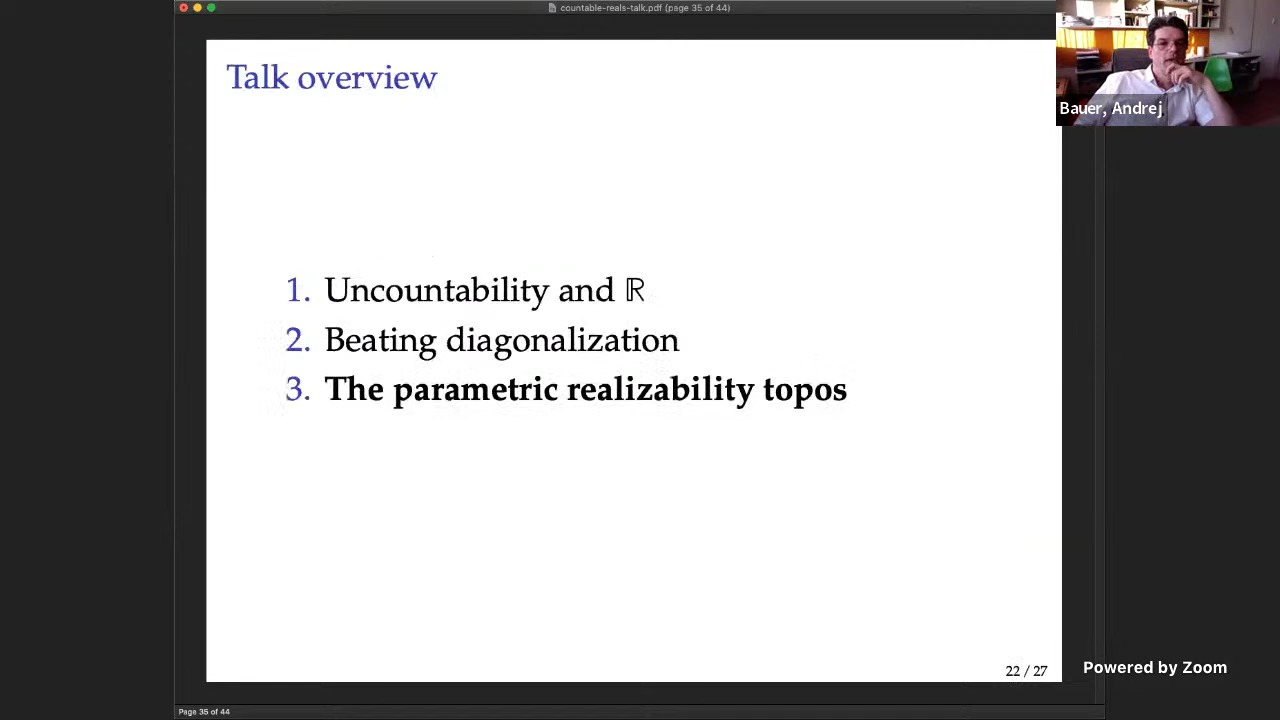 countable-reals-talk.pdf (page 35 of 44)
Talk overview
Bauer, Andrej
1. Uncountability and ℝ
2. Beating diagonalization
3. The parametric realizability topos
22 / 27
Powered by Zoom
Page 35 of 44